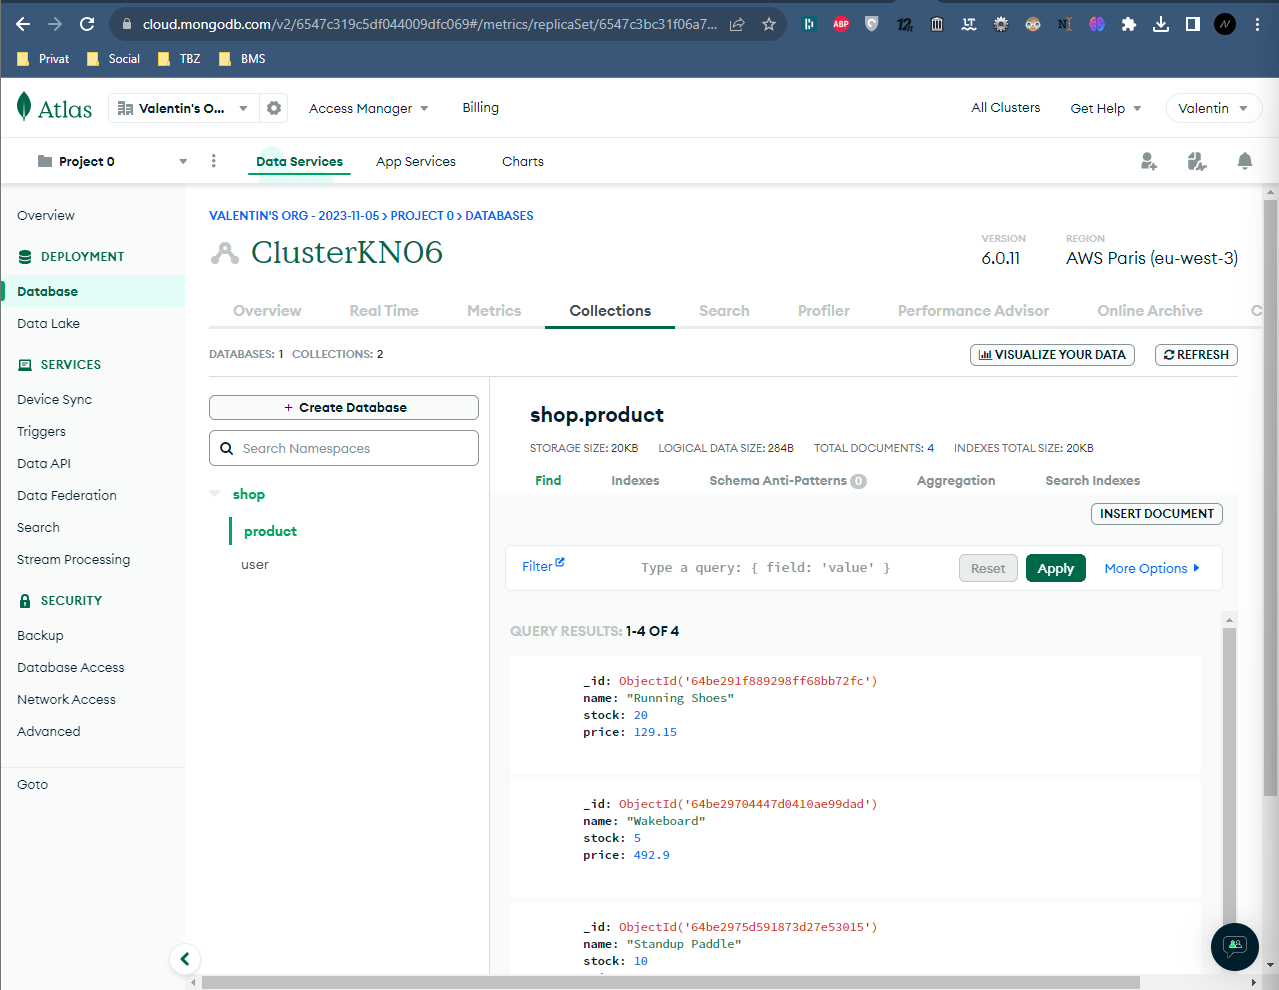 cloud.mongodb.com/v2/6547c319c5df044009dfc069#/metrics/replicaSet/6547c3bc31f06a7...
Privat Social TBZ BMS
Atlas Valentin's O... Access Manager Billing All Clusters Get Help Valentin
Project 0 Data Services App Services Charts
Overview
DEPLOYMENT
Database
Data Lake
SERVICES
Device Sync
Triggers
Data API
Data Federation
Search
Stream Processing
SECURITY
Backup
Database Access
Network Access
Advanced
Goto
VALENTIN'S ORG - 2023-11-05 > PROJECT 0 > DATABASES
ClusterKN06
VERSION
6.0.11
REGION
AWS Paris (eu-west-3)
Overview Real Time Metrics Collections Search Profiler Performance Advisor Online Archive C
DATABASES: 1 COLLECTIONS: 2
VISUALIZE YOUR DATA REFRESH
+ Create Database
Search Namespaces
shop
product
user
shop.product
STORAGE SIZE: 20KB LOGICAL DATA SIZE: 284B TOTAL DOCUMENTS: 4 INDEXES TOTAL SIZE: 20KB
Find Indexes Schema Anti-Patterns 0 Aggregation Search Indexes
INSERT DOCUMENT
Filter Type a query: { field: 'value' } Reset Apply More Options
QUERY RESULTS: 1-4 OF 4
_id: ObjectId('64be291f889298ff68bb72fc')
name: "Running Shoes"
stock: 20
price: 129.15
_id: ObjectId('64be29704447d0410ae99dad')
name: "Wakeboard"
stock: 5
price: 492.9
_id: ObjectId('64be2975d591873d27e53015')
name: "Standup Paddle"
stock: 10